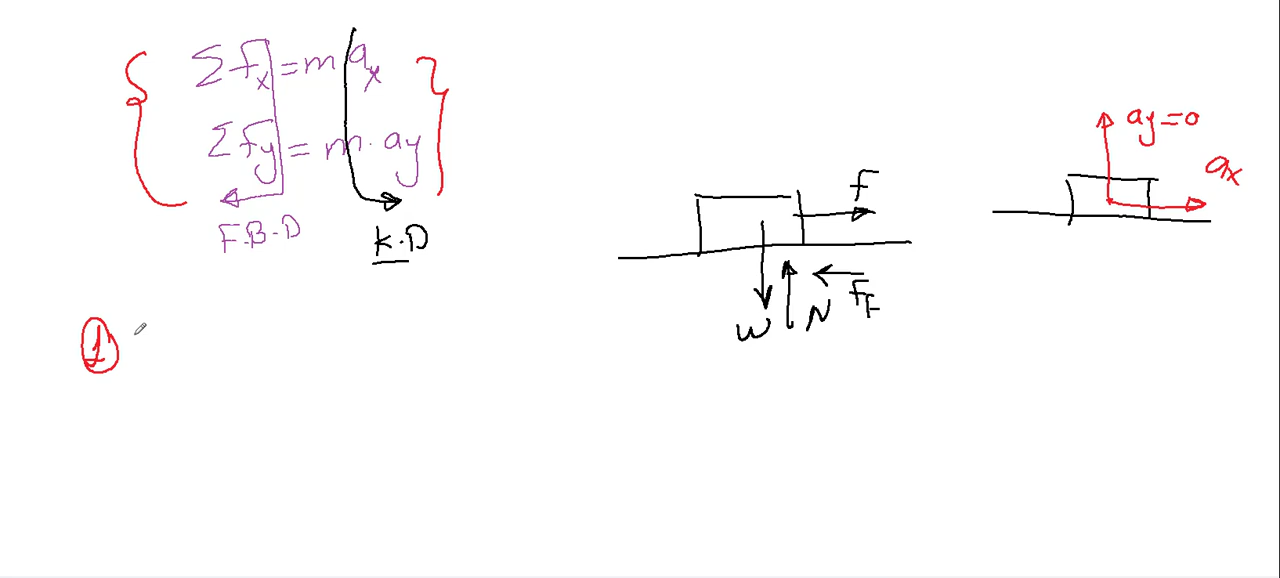 Σfx = m ax
Σfy = m. ay
F.B.D
K.D
1
F
W
N
FF
ay = 0
ax